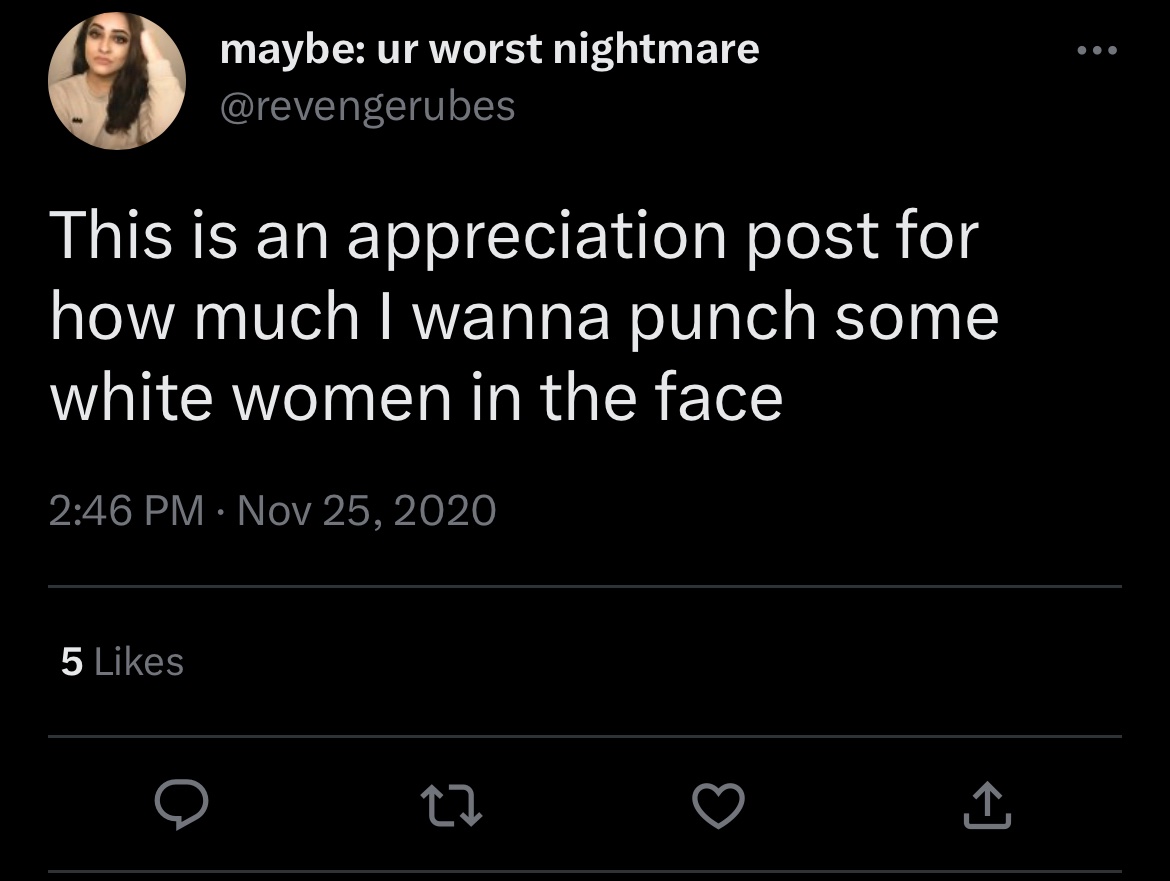 maybe: ur worst nightmare
@revengerubes
This is an appreciation post for
how much I wanna punch some
white women in the face
2:46 PM · Nov 25, 2020
5 Likes